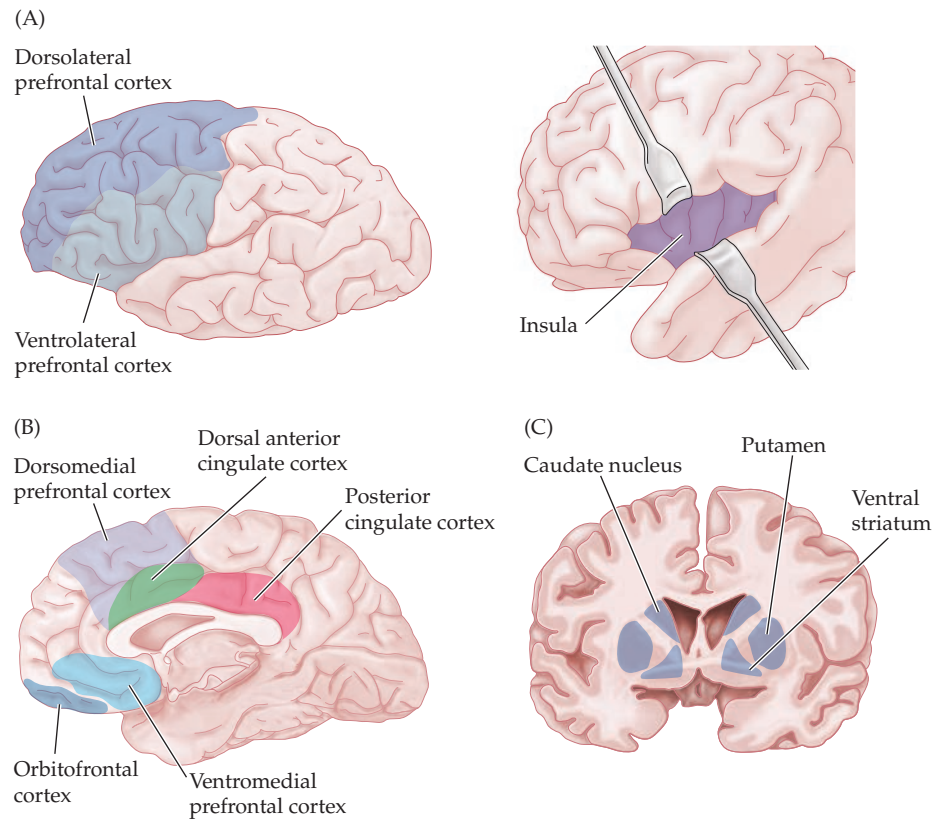 (A)
Dorsolateral
prefrontal cortex
Ventrolateral
prefrontal cortex
Insula
(B)
Dorsomedial
prefrontal cortex
Dorsal anterior
cingulate cortex
Posterior
cingulate cortex
Orbitofrontal
cortex
Ventromedial
prefrontal cortex
(C)
Caudate nucleus
Putamen
Ventral
striatum